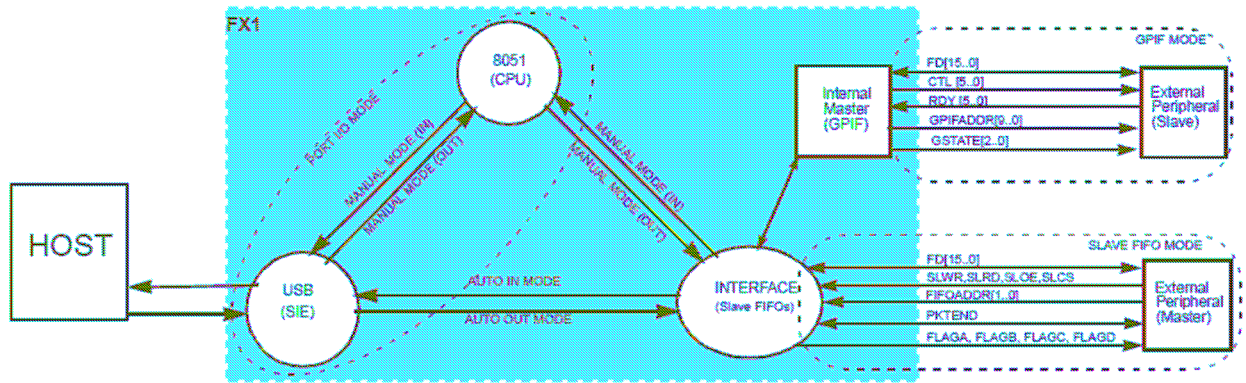 FX1
GPIF MODE
8051
(CPU)
PORT I/O MODE
MANUAL MODE (IN)
MANUAL MODE (OUT)
MANUAL MODE (IN)
MANUAL MODE (OUT)
Internal
Master
(GPIF)
FD[15..0]
CTL [5..0]
RDY [5..0]
GPIFADDR[9..0]
GSTATE[2..0]
External
Peripheral
(Slave)
HOST
USB
(SIE)
AUTO IN MODE
AUTO OUT MODE
INTERFACE
(Slave FIFOs)
SLAVE FIFO MODE
FD[15..0]
SLWR,SLRD, SLOE, SLCS
FIFOADDR[1..0]
PKTEND
FLAGA, FLAGB, FLAGC, FLAGD
External
Peripheral
(Master)